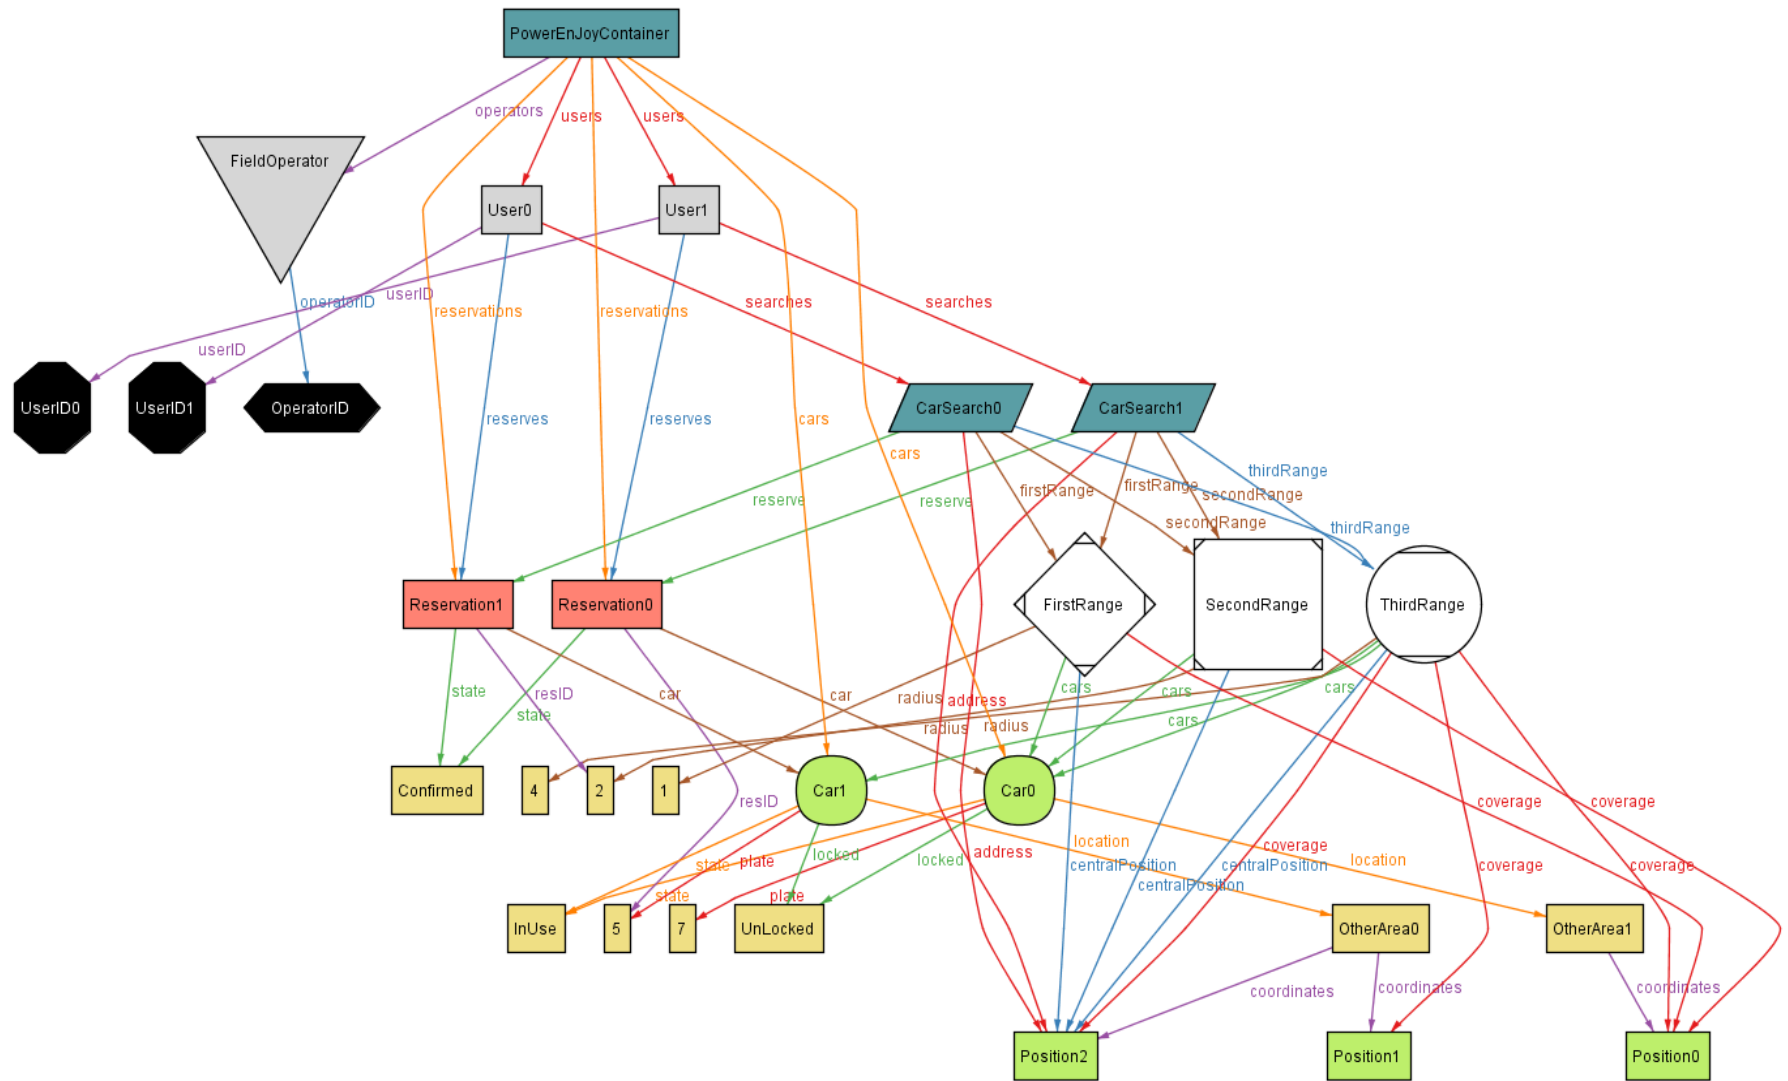 PowerEnJoyContainer
operators
users
users
FieldOperator
User0
User1
operatorID
userID
reservations
reservations
searches
searches
userID
UserID0
UserID1
OperatorID
reserves
reserves
cars
cars
CarSearch0
CarSearch1
thirdRange
firstRange
firstRange
secondRange
reserve
reserve
secondRange
thirdRange
Reservation1
Reservation0
FirstRange
SecondRange
ThirdRange
state
resID
state
car
car
radius
address
cars
cars
cars
cars
radius
radius
Confirmed
4
2
1
resID
Car1
Car0
coverage
coverage
state
plate
locked
locked
address
location
centralPosition
centralPosition
coverage
centralPosition
location
coverage
coverage
state
plate
InUse
5
7
UnLocked
OtherArea0
OtherArea1
coordinates
coordinates
coordinates
Position2
Position1
Position0